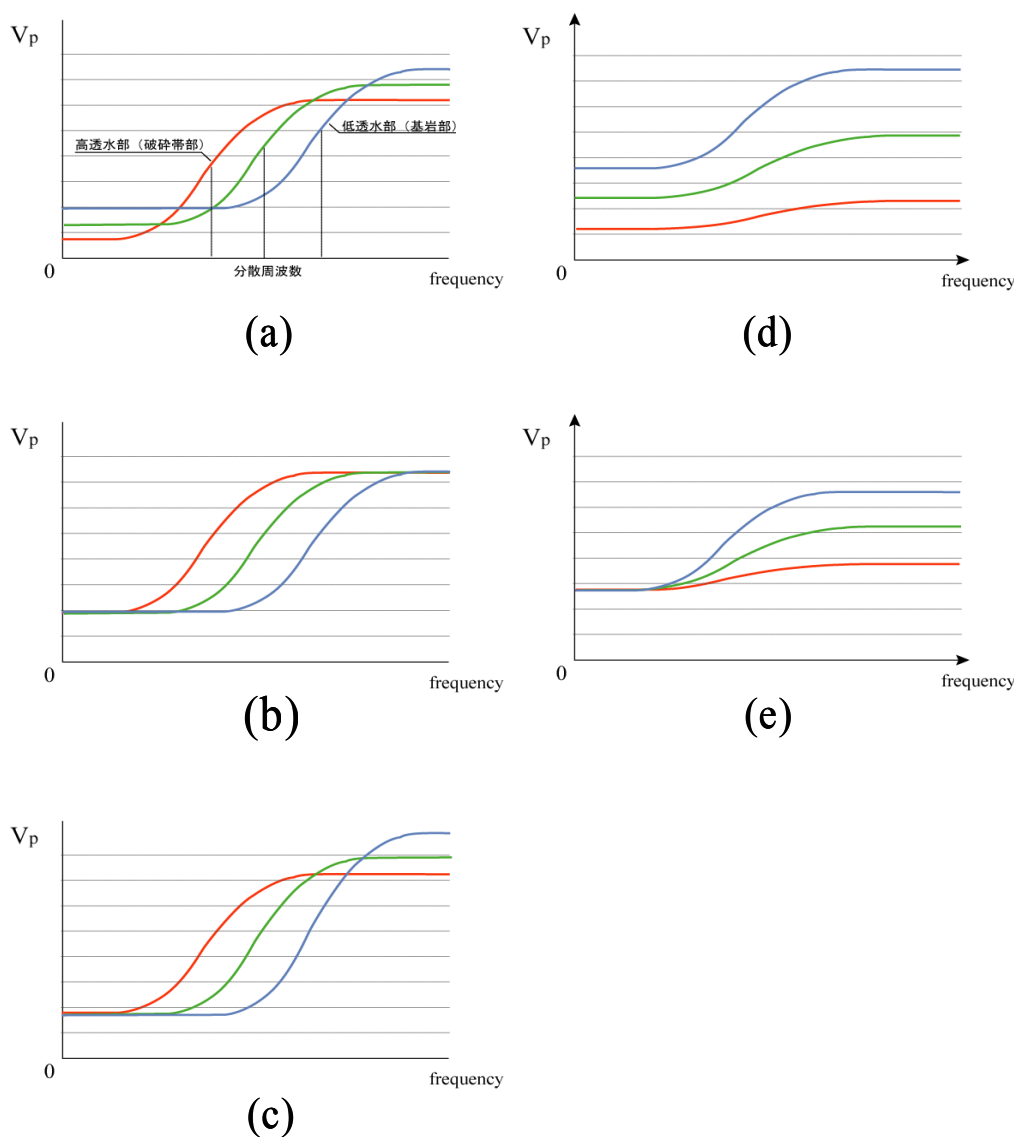 Vp
高透水部（破砕帯部）
低透水部（基岩部）
0
分散周波数
frequency
(a)
Vp
0
frequency
(d)
Vp
0
frequency
(b)
Vp
0
frequency
(e)
Vp
0
frequency
(c)